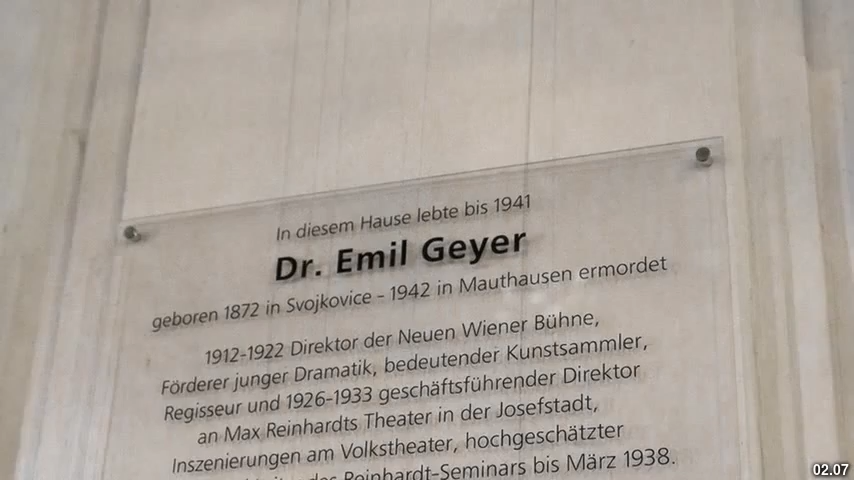 In diesem Hause lebte bis 1941
Dr. Emil Geyer
geboren 1872 in Svojkovice - 1942 in Mauthausen ermordet
1912-1922 Direktor der Neuen Wiener Bühne,
Förderer junger Dramatik, bedeutender Kunstsammler,
Regisseur und 1926-1933 geschäftsführender Direktor
an Max Reinhardts Theater in der Josefstadt,
Inszenierungen am Volkstheater, hochgeschätzter
des Reinhardt-Seminars bis März 1938.
02.07